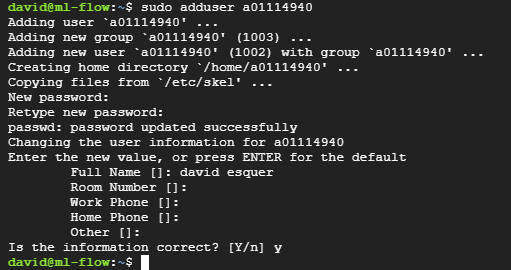 david@ml-flow:~$ sudo adduser a01114940
Adding user `a01114940' ...
Adding new group `a01114940' (1003) ...
Adding new user `a01114940' (1002) with group `a01114940' ...
Creating home directory `/home/a01114940' ...
Copying files from `/etc/skel' ...
New password:
Retype new password:
passwd: password updated successfully
Changing the user information for a01114940
Enter the new value, or press ENTER for the default
        Full Name []: david esquer
        Room Number []:
        Work Phone []:
        Home Phone []:
        Other []:
Is the information correct? [Y/n] y
david@ml-flow:~$